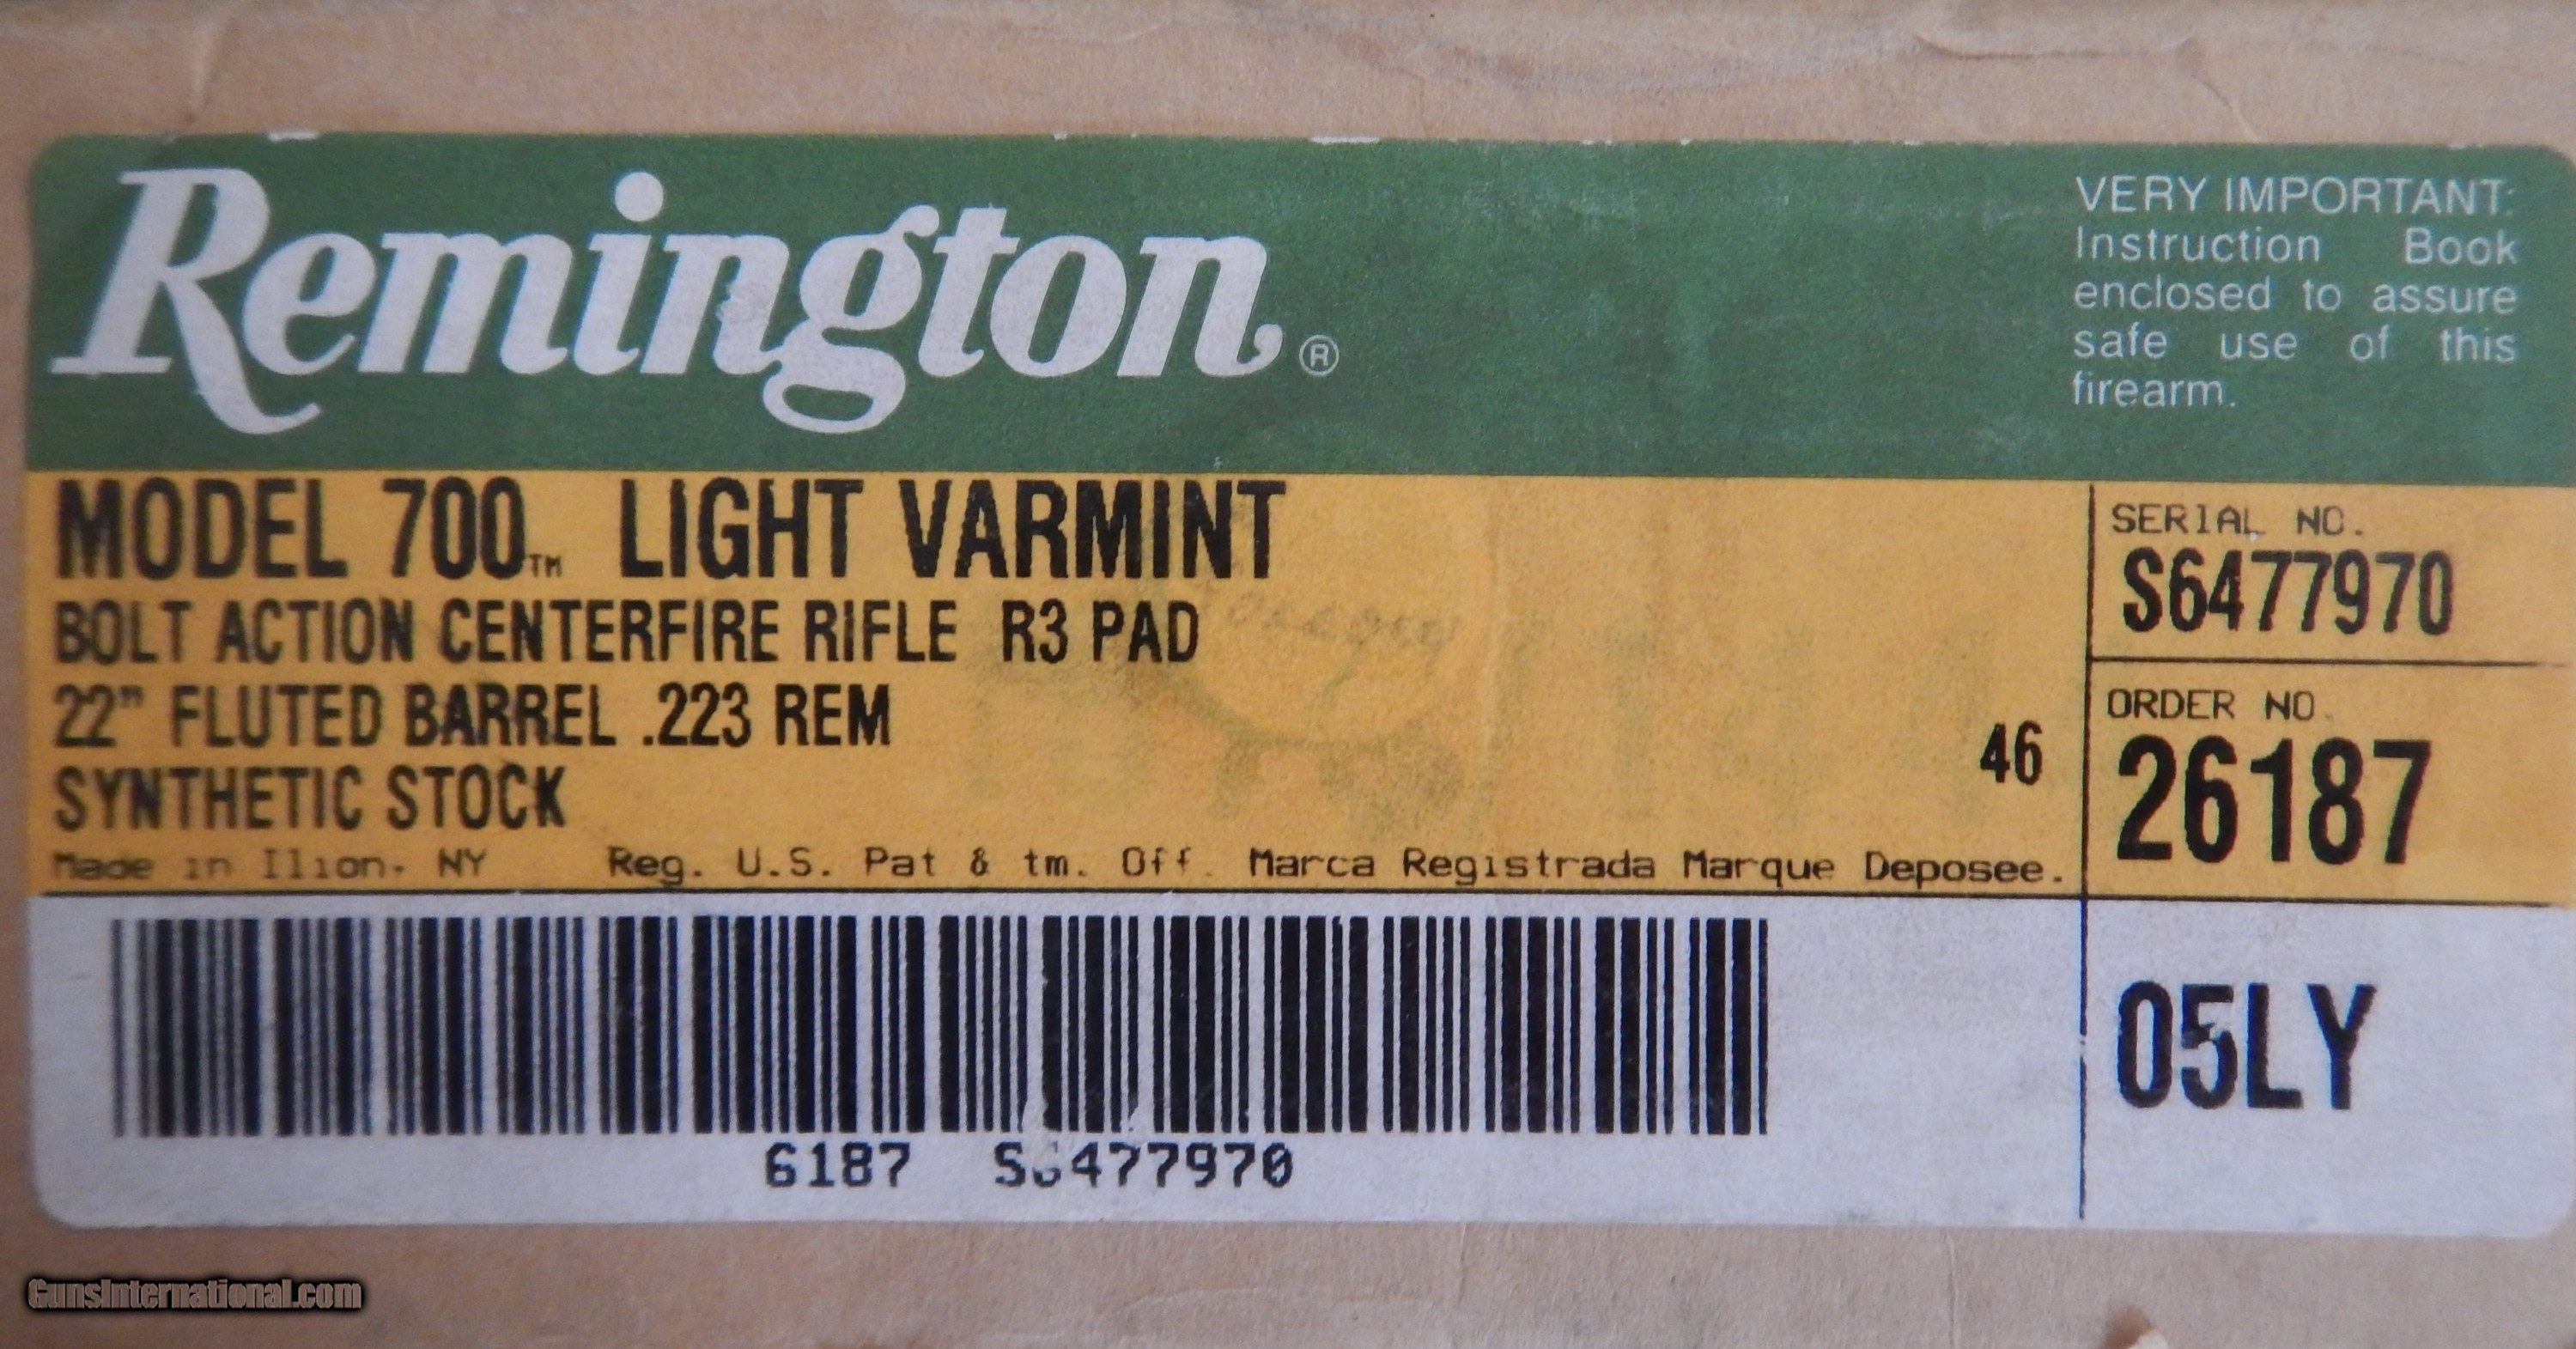 Remington®
VERY IMPORTANT:
Instruction Book
enclosed to assure
safe use of this
firearm.
MODEL 700™ LIGHT VARMINT
BOLT ACTION CENTERFIRE RIFLE R3 PAD
22" FLUTED BARREL .223 REM
46
SYNTHETIC STOCK
Made in Ilion, NY Reg. U.S. Pat & tm. Off. Marca Registrada Marque Deposee.
SERIAL NO.
S6477970
ORDER NO.
26187
05LY
6187 S6477970
GunsInternational.com